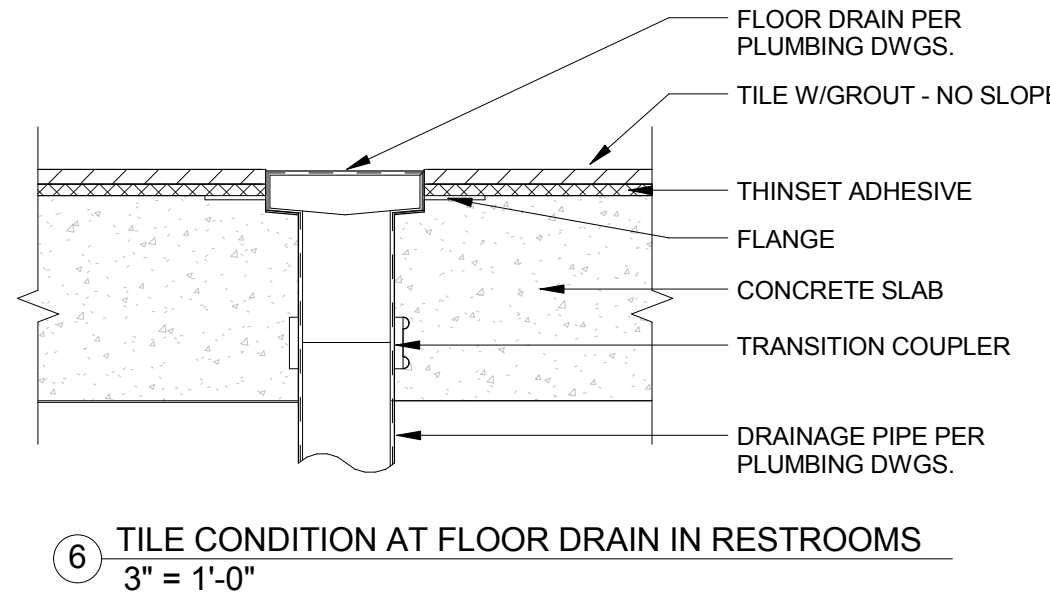 FLOOR DRAIN PER
PLUMBING DWGS.
TILE W/GROUT - NO SLOPE
THINSET ADHESIVE
FLANGE
CONCRETE SLAB
TRANSITION COUPLER
DRAINAGE PIPE PER
PLUMBING DWGS.
6
TILE CONDITION AT FLOOR DRAIN IN RESTROOMS
3" = 1'-0"